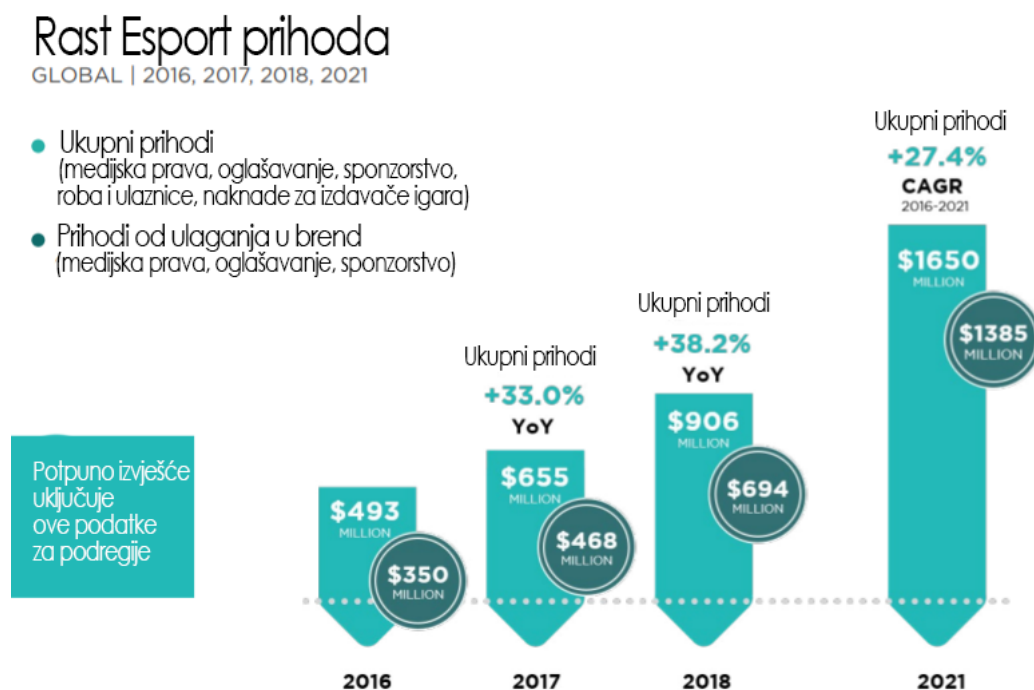 Rast Esport prihoda
GLOBAL | 2016, 2017, 2018, 2021
Ukupni prihodi
(medijska prava, oglašavanje, sponzorstvo,
roba i ulaznice, naknade za izdavače igara)
Prihodi od ulaganja u brend
(medijska prava, oglašavanje, sponzorstvo)
Potpuno izvješće
uključuje
ove podatke
za podregije
$493
MILLION
$350
MILLION
2016
Ukupni prihodi
+33.0%
YoY
$655
MILLION
$468
MILLION
2017
Ukupni prihodi
+38.2%
YoY
$906
MILLION
$694
MILLION
2018
Ukupni prihodi
+27.4%
CAGR
2016-2021
$1650
MILLION
$1385
MILLION
2021